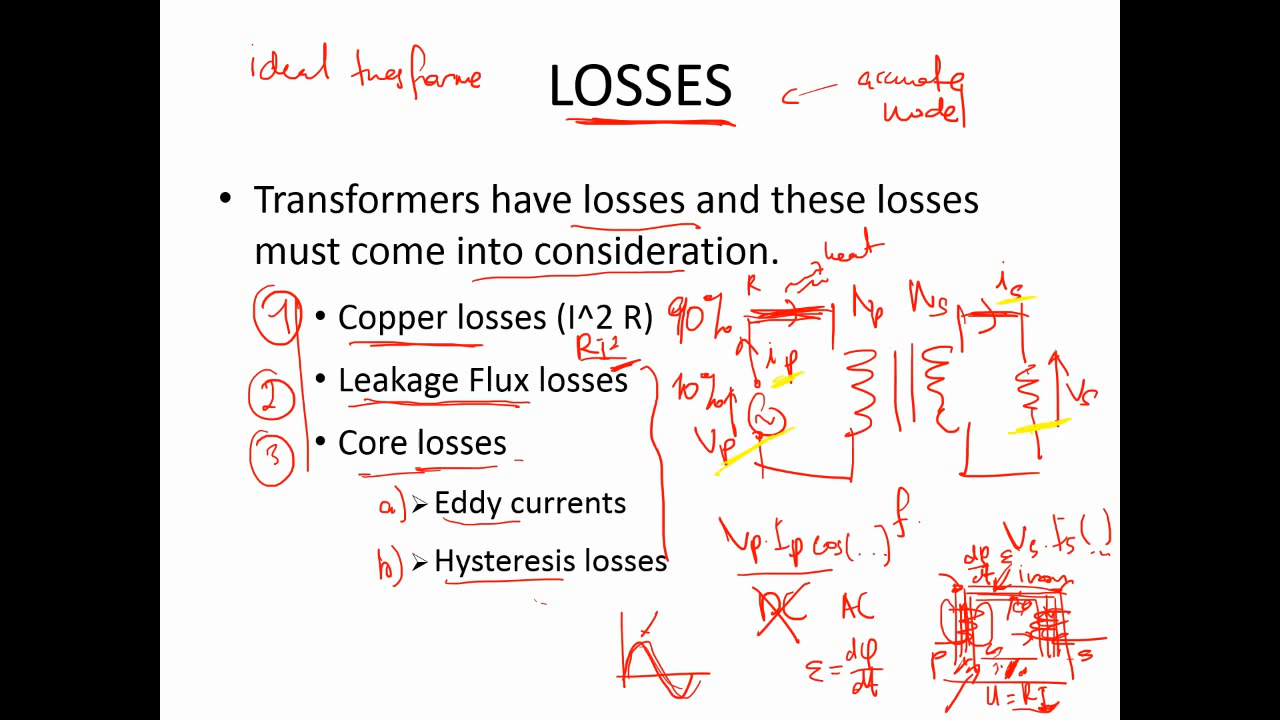 ideal
LOSSES
accurate
model
• Transformers have losses and these losses
must come into consideration.
heat
1 • Copper losses (I^2 R) 90%
R
Np Ns
is
RI²
ip
2 • Leakage Flux losses 10%
Vs
3 • Core losses
Vp
a) ➢ Eddy currents
Vp.Ip cos(...)
f
Vs.Is(..)
b) ➢ Hysteresis losses
dφ/dt ε
iron
DC AC
ε = dφ/dt
P S
U = RI